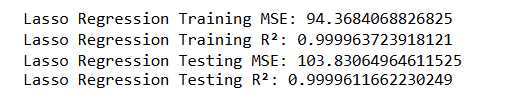 Lasso Regression Training MSE: 94.3684068826825
Lasso Regression Training R²: 0.999963723918121
Lasso Regression Testing MSE: 103.83064964611525
Lasso Regression Testing R²: 0.9999611662230249